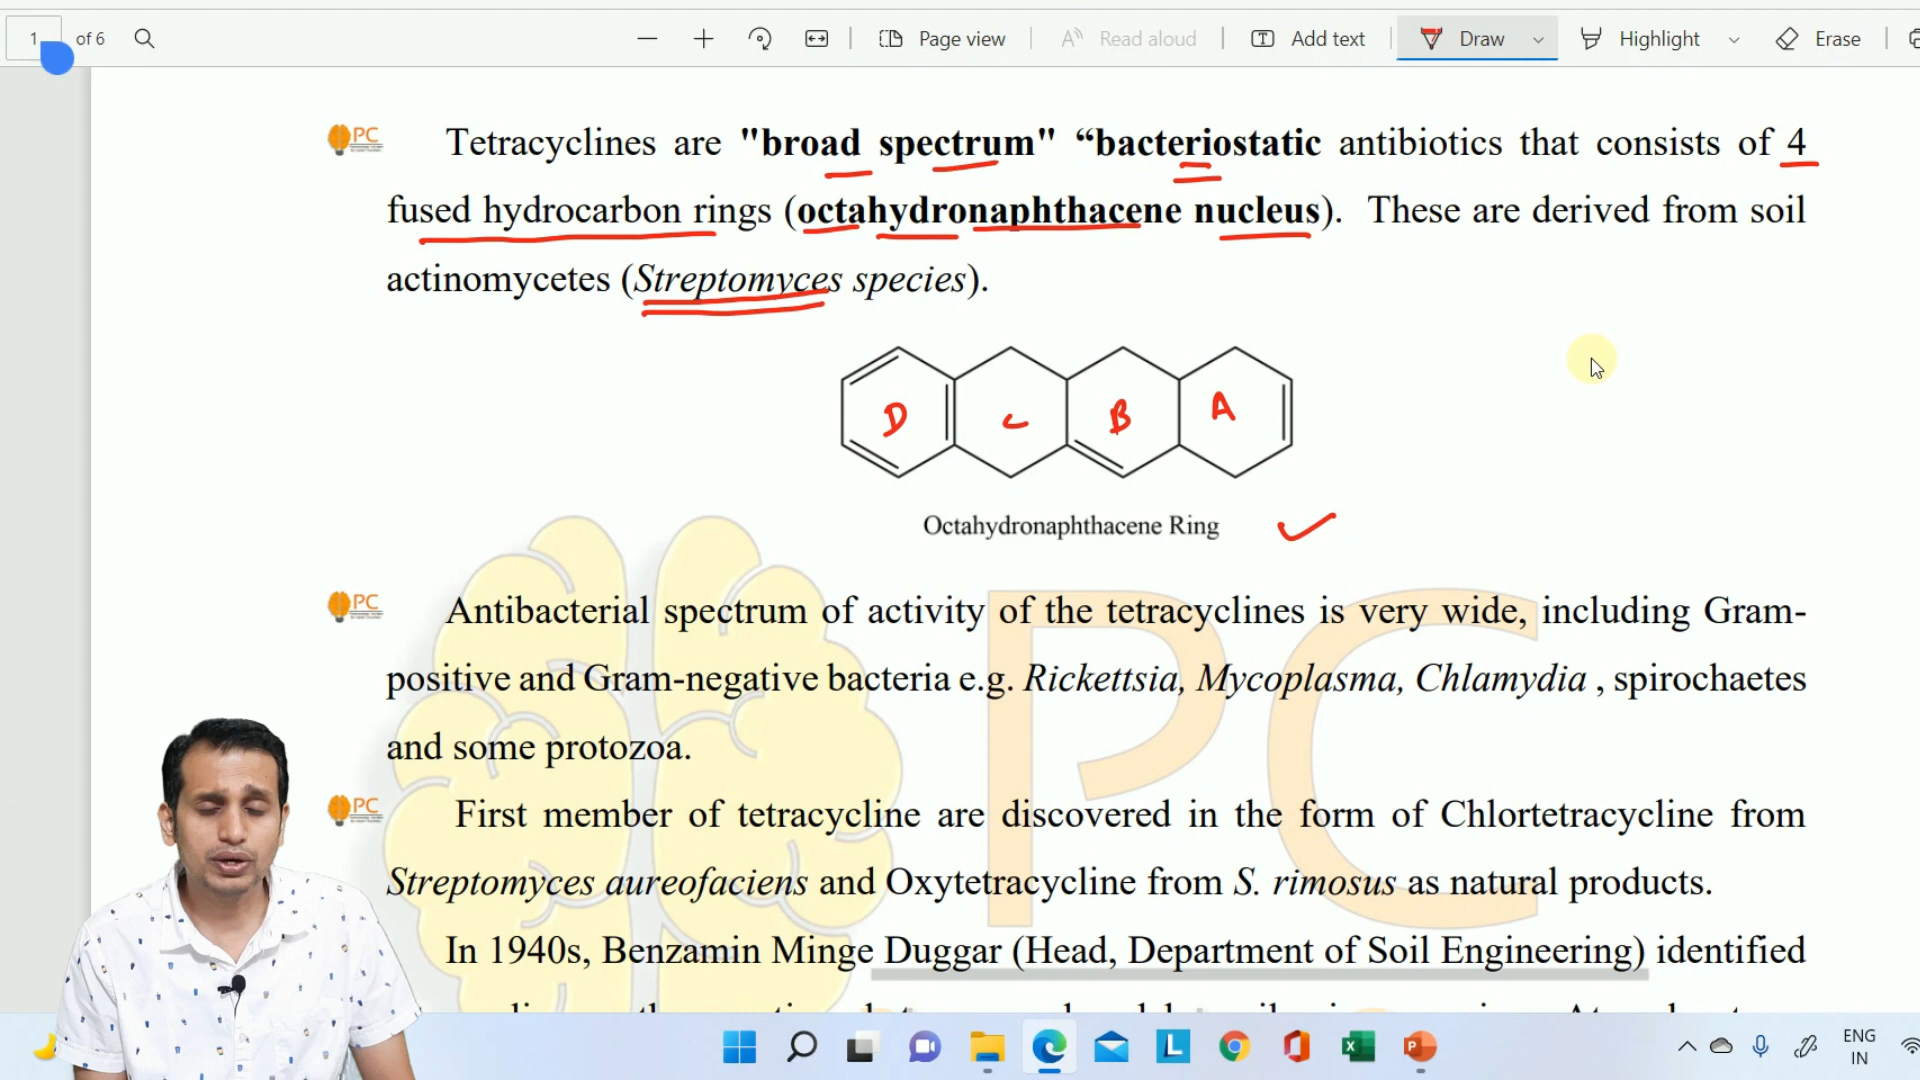 1 of 6 Page view Read aloud Add text Draw Highlight Erase
PC Tetracyclines are "broad spectrum" “bacteriostatic antibiotics that consists of 4
fused hydrocarbon rings (octahydronaphthacene nucleus). These are derived from soil
actinomycetes (Streptomyces species).
D C B A
Octahydronaphthacene Ring
PC Antibacterial spectrum of activity of the tetracyclines is very wide, including Gram-
positive and Gram-negative bacteria e.g. Rickettsia, Mycoplasma, Chlamydia , spirochaetes
and some protozoa.
PC First member of tetracycline are discovered in the form of Chlortetracycline from
Streptomyces aureofaciens and Oxytetracycline from S. rimosus as natural products.
In 1940s, Benzamin Minge Duggar (Head, Department of Soil Engineering) identified
PC
ENG
IN